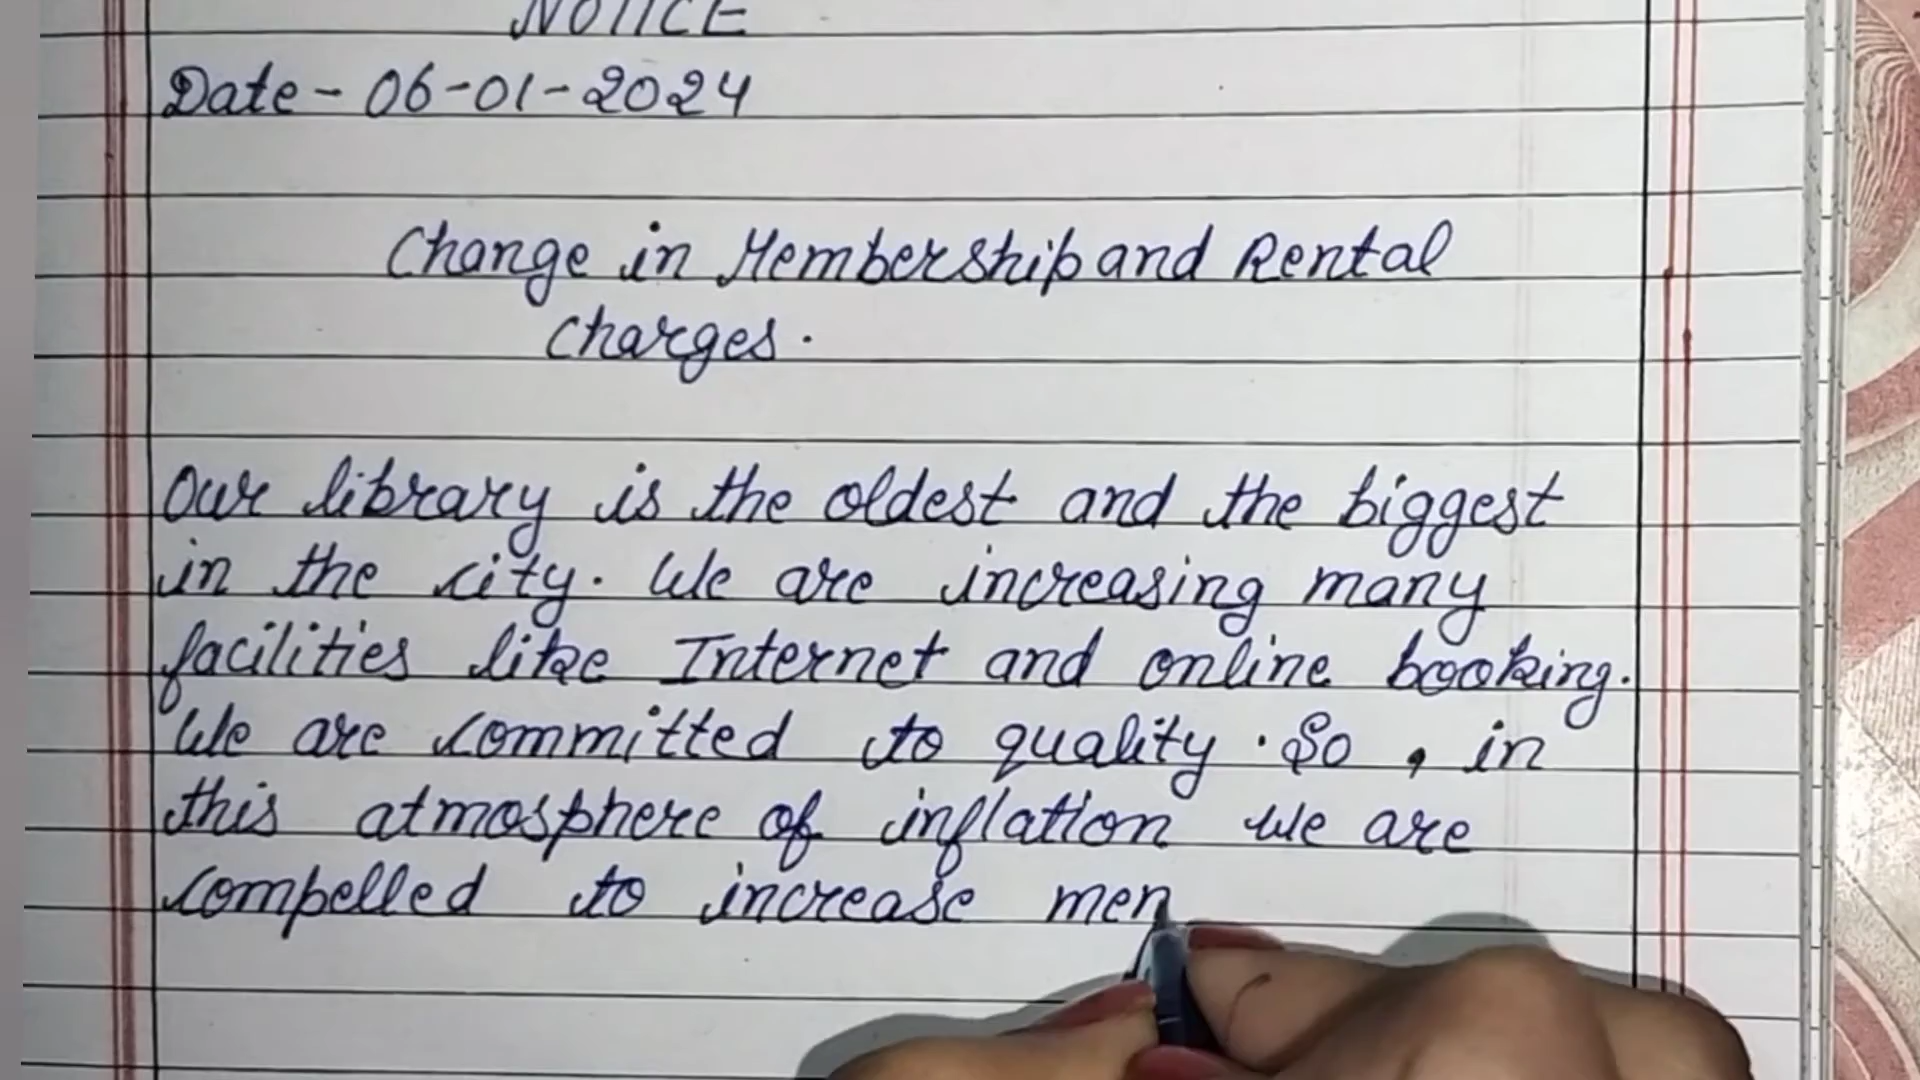 NOTICE
Date - 06-01-2024
Change in Membership and Rental
Charges.
Our library is the oldest and the biggest
in the city. We are increasing many
facilities like Internet and online booking.
We are committed to quality. So, in
this atmosphere of inflation we are
compelled to increase mem